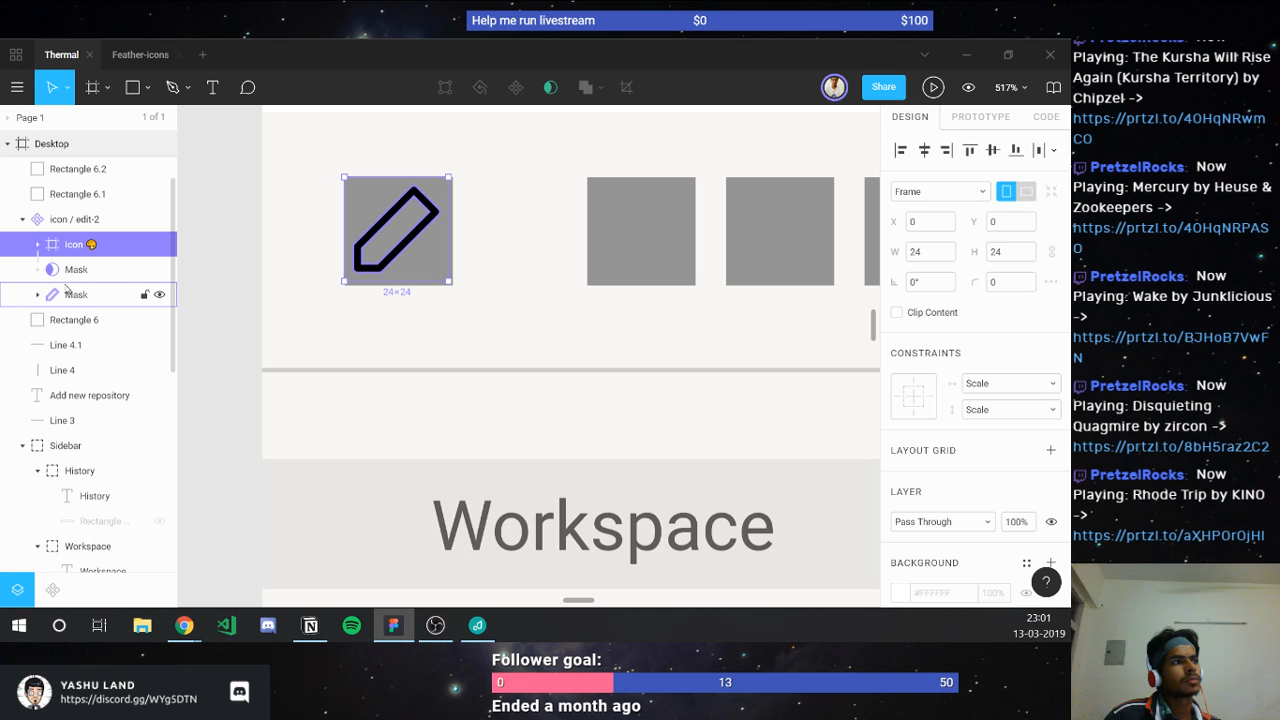 Help me run livestream $0 $100
Thermal Feather-icons
Share 517%
Page 1 1 of 1
Desktop
Rectangle 6.2
Rectangle 6.1
icon / edit-2
Icon
Mask
Mask
Rectangle 6
Line 4.1
Line 4
Add new repository
Line 3
Sidebar
History
History
Rectangle ...
Workspace
Workspace
24×24
Workspace
DESIGN PROTOTYPE CODE
Frame
X 0 Y 0
W 24 H 24
0° 0
Clip Content
CONSTRAINTS
Scale
Scale
LAYOUT GRID
LAYER
Pass Through 100%
BACKGROUND
#FFFFFF 100%
?
Playing: The Kursha Will Rise
Again (Kursha Territory) by
Chipzel ->
https://prtzl.to/4OHqNRwm
CO
PretzelRocks: Now
Playing: Mercury by Heuse &
Zookeepers ->
https://prtzl.to/4OHqNRPAS
O
PretzelRocks: Now
Playing: Wake by Junklicious
->
https://prtzl.to/BJHoB7VwF
N
PretzelRocks: Now
Playing: Disquieting
Quagmire by zircon ->
https://prtzl.to/8bH5raz2C2
PretzelRocks: Now
Playing: Rhode Trip by KINO
->
https://prtzl.to/aXHP0rOjHI
23:01
13-03-2019
YASHU LAND
https://discord.gg/WYg5DTN
Follower goal:
0 13 50
Ended a month ago